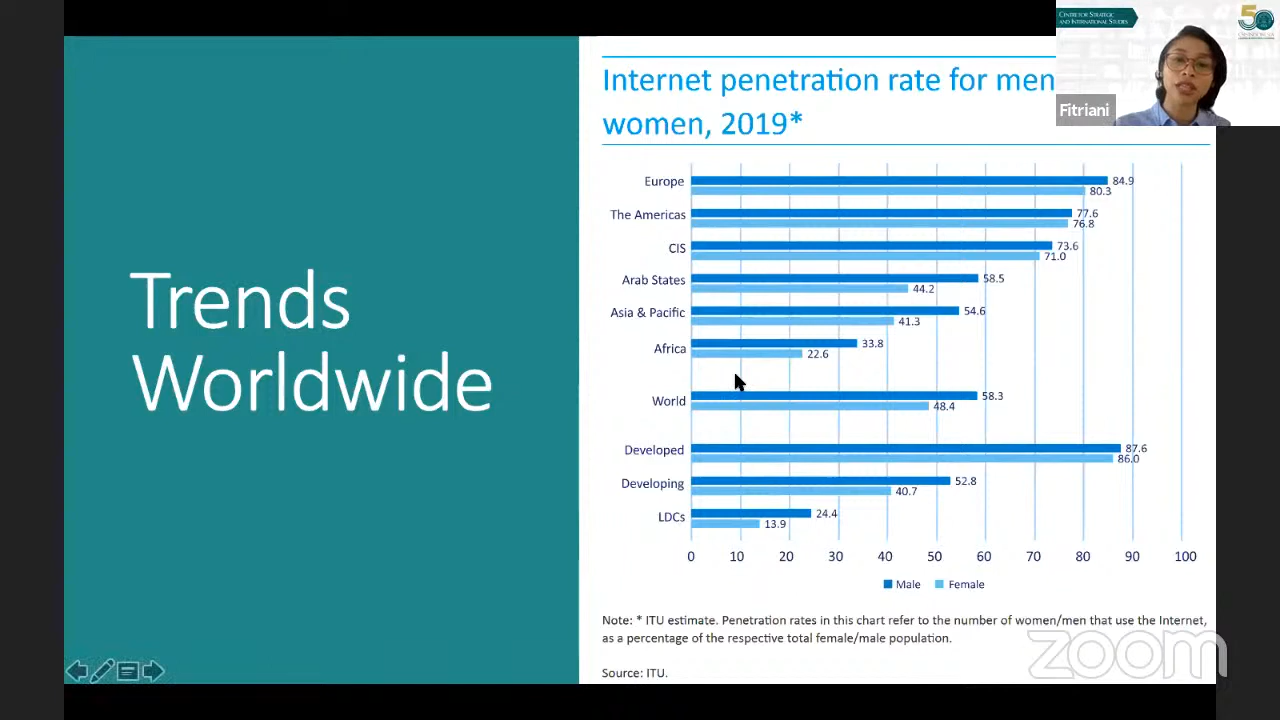 CENTRE FOR STRATEGIC
AND INTERNATIONAL STUDIES
50
Fitriani
Trends
Worldwide
Internet penetration rate for men
women, 2019*
Europe 84.9
80.3
The Americas 77.6
76.8
CIS 73.6
71.0
Arab States 58.5
44.2
Asia & Pacific 54.6
41.3
Africa 33.8
22.6
World 58.3
48.4
Developed 87.6
86.0
Developing 52.8
40.7
LDCs 24.4
13.9
0 10 20 30 40 50 60 70 80 90 100
Male Female
Note: * ITU estimate. Penetration rates in this chart refer to the number of women/men that use the Internet,
as a percentage of the respective total female/male population.
Source: ITU.
zoom